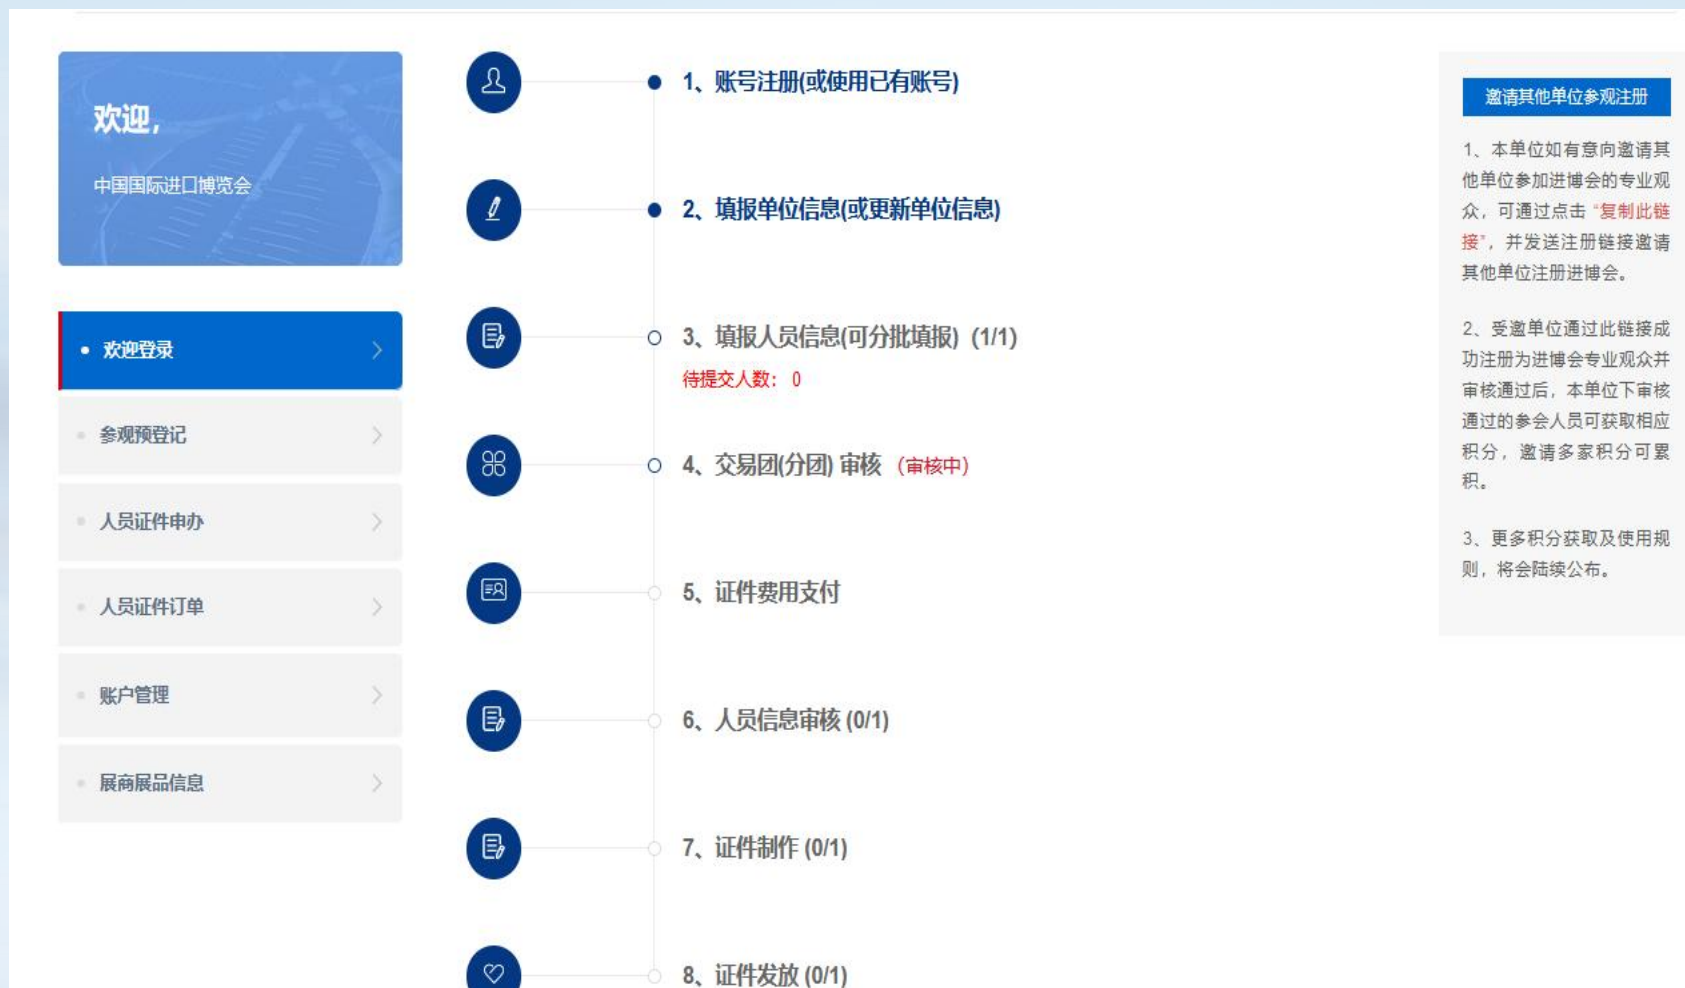 欢迎，
中国国际进口博览会
欢迎登录
参观预登记
人员证件申办
人员证件订单
账户管理
展商展品信息
1、账号注册(或使用已有账号)
2、填报单位信息(或更新单位信息)
3、填报人员信息(可分批填报) (1/1)
待提交人数： 0
4、交易团(分团) 审核 （审核中）
5、证件费用支付
6、人员信息审核 (0/1)
7、证件制作 (0/1)
8、证件发放 (0/1)
邀请其他单位参观注册
1、本单位如有意向邀请其
他单位参加进博会的专业观
众，可通过点击 “复制此链
接”，并发送注册链接邀请
其他单位注册进博会。
2、受邀单位通过此链接成
功注册为进博会专业观众并
审核通过后，本单位下审核
通过的参会人员可获取相应
积分，邀请多家积分可累
积。
3、更多积分获取及使用规
则，将会陆续公布。